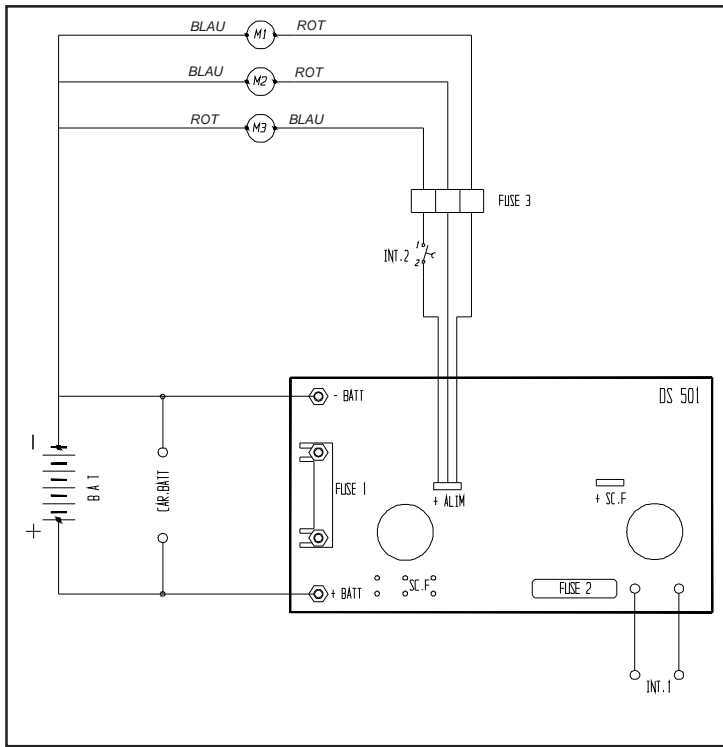 BLAU M1 ROT
BLAU M2 ROT
ROT M3 BLAU
FUSE 3
INT.2 1
2
- BATT DS 501
-
BAT
+
CAR.BATT
FUSE 1
+ ALIM
+ SC.F
+ BATT
SC.F
FUSE 2
INT.1